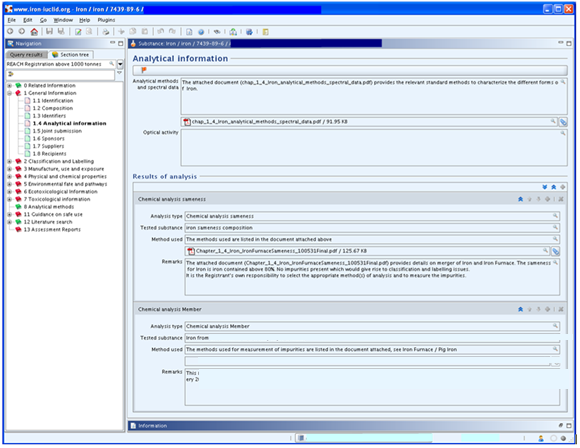 www.iron-iuclid.org - Iron / iron / 7439-89-6 /
File Edit Go Window Help Plugins
Navigation
Query results Section tree
REACH Registration above 1000 tonnes
0 Related Information
1 General Information
1.1 Identification
1.2 Composition
1.3 Identifiers
1.4 Analytical information
1.5 Joint submission
1.6 Sponsors
1.7 Suppliers
1.8 Recipients
2 Classification and Labelling
3 Manufacture, use and exposure
4 Physical and chemical properties
5 Environmental fate and pathways
6 Ecotoxicological Information
7 Toxicological information
8 Analytical methods
11 Guidance on safe use
12 Literature search
13 Assessment Reports
Substance: Iron / iron / 7439-89-6 /
Analytical information
Analytical methods and spectral data
The attached document (chap_1_4_Iron_analytical_methods_spectral_data.pdf) provides the relevant standard methods to characterize the different forms o
f Iron.
chap_1_4_Iron_analytical_methods_spectral_data.pdf / 91.95 KB
Optical activity
Results of analysis
Chemical analysis sameness
Analysis type Chemical analysis sameness
Tested substance iron sameness composition
Method used The methods used are listed in the document attached above
Chapter_1_4_Iron_IronFurnaceSameness_100531Final.pdf / 125.67 KB
Remarks The attached document (Chapter_1_4_Iron_IronFurnaceSameness_100531Final.pdf) provides details on merger of Iron and Iron Furnace. The sameness
for Iron is iron contained above 80%. No impurities present which would give rise to classification and labelling issues.
It is the Registrant's own responsibility to select the appropriate method(s) of analysis and to measure the impurities.
Chemical analysis Member
Analysis type Chemical analysis Member
Tested substance Iron from
Method used The methods used for measurement of impurities are listed in the document attached, see Iron Furnace / Pig Iron
Remarks This i
ery 2
Information